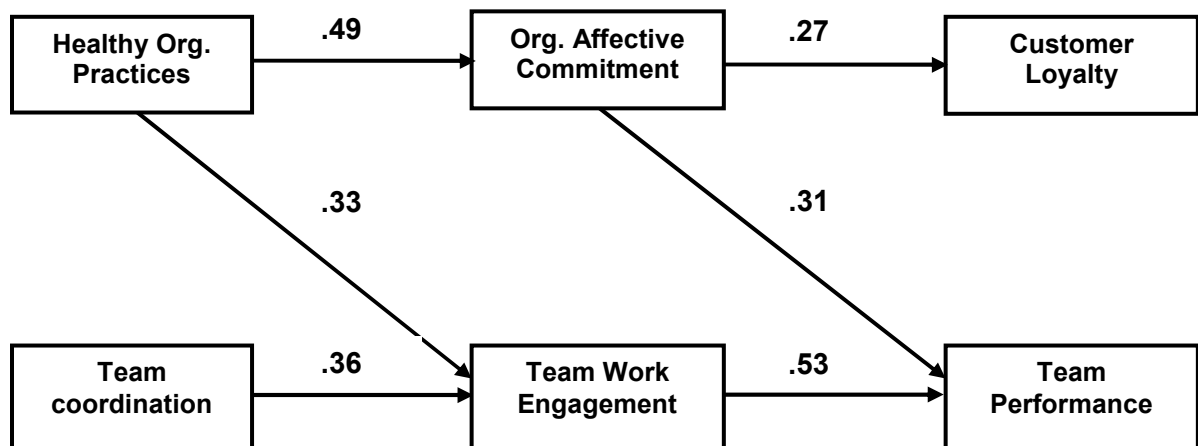 Healthy Org.
Practices
.49
Org. Affective
Commitment
.27
Customer
Loyalty
.33
.31
Team
coordination
.36
Team Work
Engagement
.53
Team
Performance